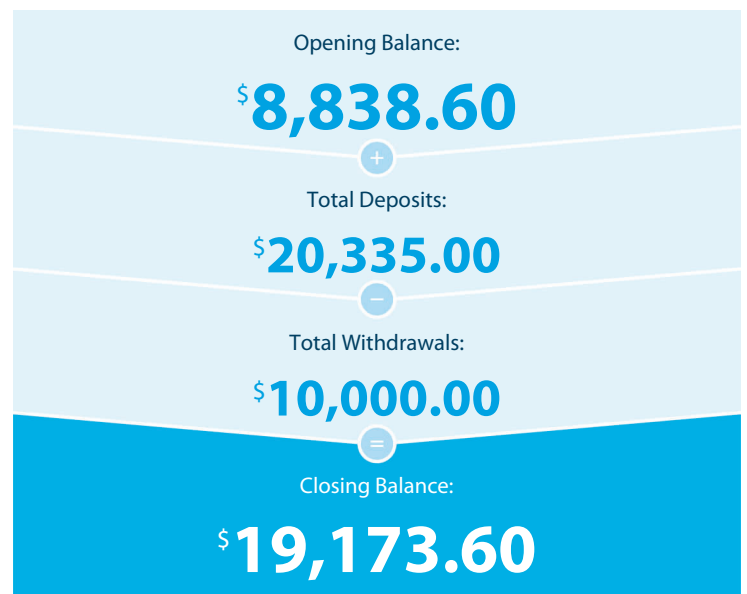 Opening Balance:
$8,838.60
+
Total Deposits:
$20,335.00
−
Total Withdrawals:
$10,000.00
=
Closing Balance:
$19,173.60